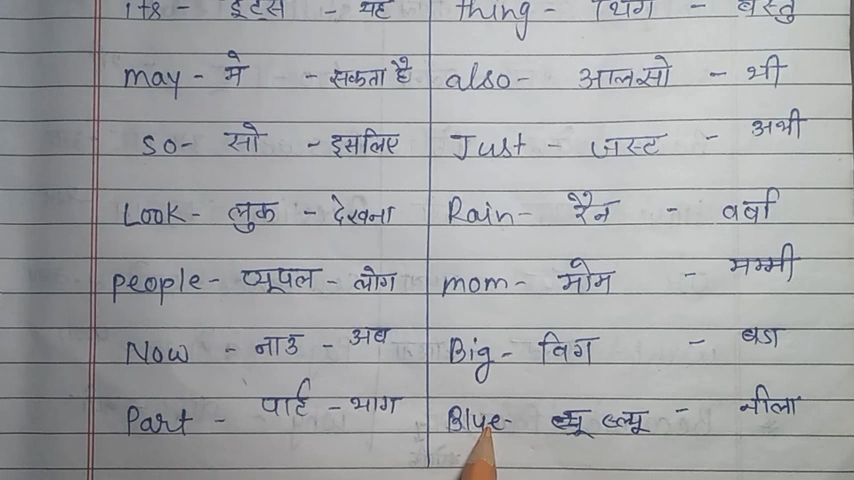 its - इट्स - यह
thing - थिंग - वस्तु
may - मे - सकता है
also - आलसो - भी
so - सो - इसलिए
Just - जस्ट - अभी
Look - लुक - देखना
Rain - रैन - वर्षा
people - प्यूपल - लोग
mom - मोम - मम्मी
Now - नाउ - अब
Big - विग - बडा
Part - पार्ट - भाग
Blue - ब्ल्यू - नीला